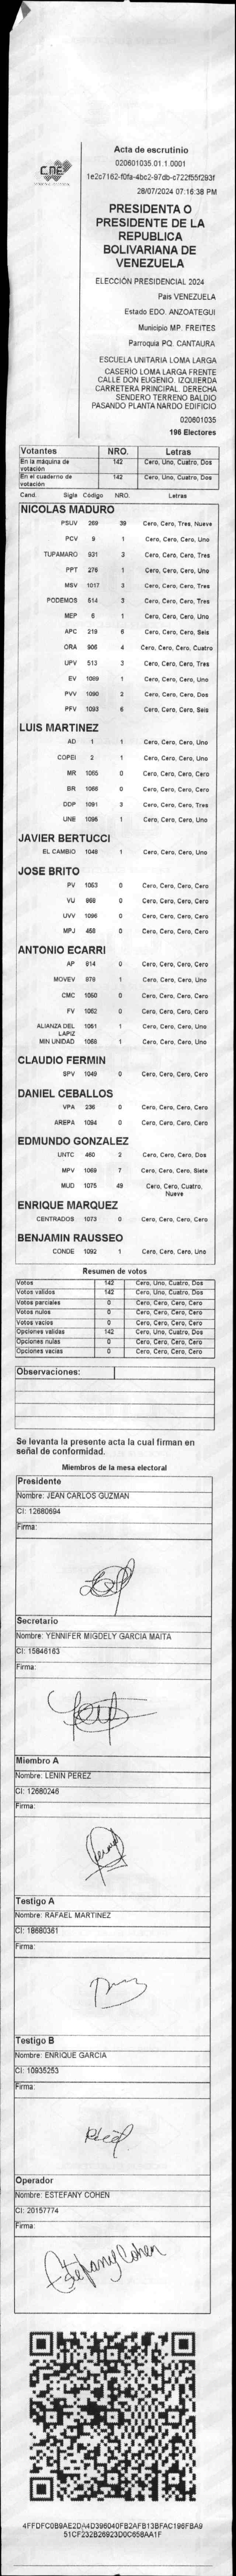 CNE
Acta de escrutinio
020601035.01.1.0001
1e2c7162-f0fa-4bc2-97db-c722f55f293f
28/07/2024 07:16:38 PM
PRESIDENTA O
PRESIDENTE DE LA
REPUBLICA
BOLIVARIANA DE
VENEZUELA
ELECCIÓN PRESIDENCIAL 2024
Pais VENEZUELA
Estado EDO. ANZOATEGUI
Municipio MP. FREITES
Parroquia PQ. CANTAURA
ESCUELA UNITARIA LOMA LARGA
CASERIO LOMA LARGA FRENTE
CALLE DON EUGENIO. IZQUIERDA
CARRETERA PRINCIPAL. DERECHA
SENDERO TERRENO BALDIO
PASANDO PLANTA NARDO EDIFICIO
020601035
196 Electores
Votantes NRO. Letras
En la máquina de votación 142 Cero, Uno, Cuatro, Dos
En el cuaderno de votación 142 Cero, Uno, Cuatro, Dos
Cand. Sigla Código NRO. Letras
NICOLAS MADURO
PSUV 269 39 Cero, Cero, Tres, Nueve
PCV 9 1 Cero, Cero, Cero, Uno
TUPAMARO 931 3 Cero, Cero, Cero, Tres
PPT 276 1 Cero, Cero, Cero, Uno
MSV 1017 3 Cero, Cero, Cero, Tres
PODEMOS 514 3 Cero, Cero, Cero, Tres
MEP 6 1 Cero, Cero, Cero, Uno
APC 219 6 Cero, Cero, Cero, Seis
ORA 906 4 Cero, Cero, Cero, Cuatro
UPV 513 3 Cero, Cero, Cero, Tres
EV 1089 1 Cero, Cero, Cero, Uno
PVV 1090 2 Cero, Cero, Cero, Dos
PFV 1093 6 Cero, Cero, Cero, Seis
LUIS MARTINEZ
AD 1 1 Cero, Cero, Cero, Uno
COPEI 2 1 Cero, Cero, Cero, Uno
MR 1065 0 Cero, Cero, Cero, Cero
BR 1066 0 Cero, Cero, Cero, Cero
DDP 1091 3 Cero, Cero, Cero, Tres
UNE 1098 1 Cero, Cero, Cero, Uno
JAVIER BERTUCCI
EL CAMBIO 1048 1 Cero, Cero, Cero, Uno
JOSE BRITO
PV 1053 0 Cero, Cero, Cero, Cero
VU 968 0 Cero, Cero, Cero, Cero
UVV 1096 0 Cero, Cero, Cero, Cero
MPJ 458 0 Cero, Cero, Cero, Cero
ANTONIO ECARRI
AP 914 0 Cero, Cero, Cero, Cero
MOVEV 979 1 Cero, Cero, Cero, Uno
CMC 1050 0 Cero, Cero, Cero, Cero
FV 1052 0 Cero, Cero, Cero, Cero
ALIANZA DEL LAPIZ 1061 1 Cero, Cero, Cero, Uno
MIN UNIDAD 1068 1 Cero, Cero, Cero, Uno
CLAUDIO FERMIN
SPV 1049 0 Cero, Cero, Cero, Cero
DANIEL CEBALLOS
VPA 236 0 Cero, Cero, Cero, Cero
AREPA 1094 0 Cero, Cero, Cero, Cero
EDMUNDO GONZALEZ
UNTC 460 2 Cero, Cero, Cero, Dos
MPV 1069 7 Cero, Cero, Cero, Siete
MUD 1075 49 Cero, Cero, Cuatro, Nueve
ENRIQUE MARQUEZ
CENTRADOS 1073 0 Cero, Cero, Cero, Cero
BENJAMIN RAUSSEO
CONDE 1092 1 Cero, Cero, Cero, Uno
Resumen de votos
Votos 142 Cero, Uno, Cuatro, Dos
Votos validos 142 Cero, Uno, Cuatro, Dos
Votos parciales 0 Cero, Cero, Cero, Cero
Votos nulos 0 Cero, Cero, Cero, Cero
Votos vacios 0 Cero, Cero, Cero, Cero
Opciones validas 142 Cero, Uno, Cuatro, Dos
Opciones nulas 0 Cero, Cero, Cero, Cero
Opciones vacias 0 Cero, Cero, Cero, Cero
Observaciones:
Se levanta la presente acta la cual firman en
señal de conformidad.
Miembros de la mesa electoral
Presidente
Nombre: JEAN CARLOS GUZMAN
CI: 12680694
Firma:
Secretario
Nombre: YENNIFER MIGDELY GARCIA MAITA
CI: 15846163
Firma:
Miembro A
Nombre: LENIN PEREZ
CI: 12680246
Firma:
Testigo A
Nombre: RAFAEL MARTINEZ
CI: 18680361
Firma:
Testigo B
Nombre: ENRIQUE GARCIA
CI: 10935253
Firma:
Operador
Nombre: ESTEFANY COHEN
CI: 20157774
Firma:
Estefany Cohen
4FFDFC0B9AE2DA4D396040FB2AFB13BFAC196FBA9
51CF232B26923D0C658AA1F